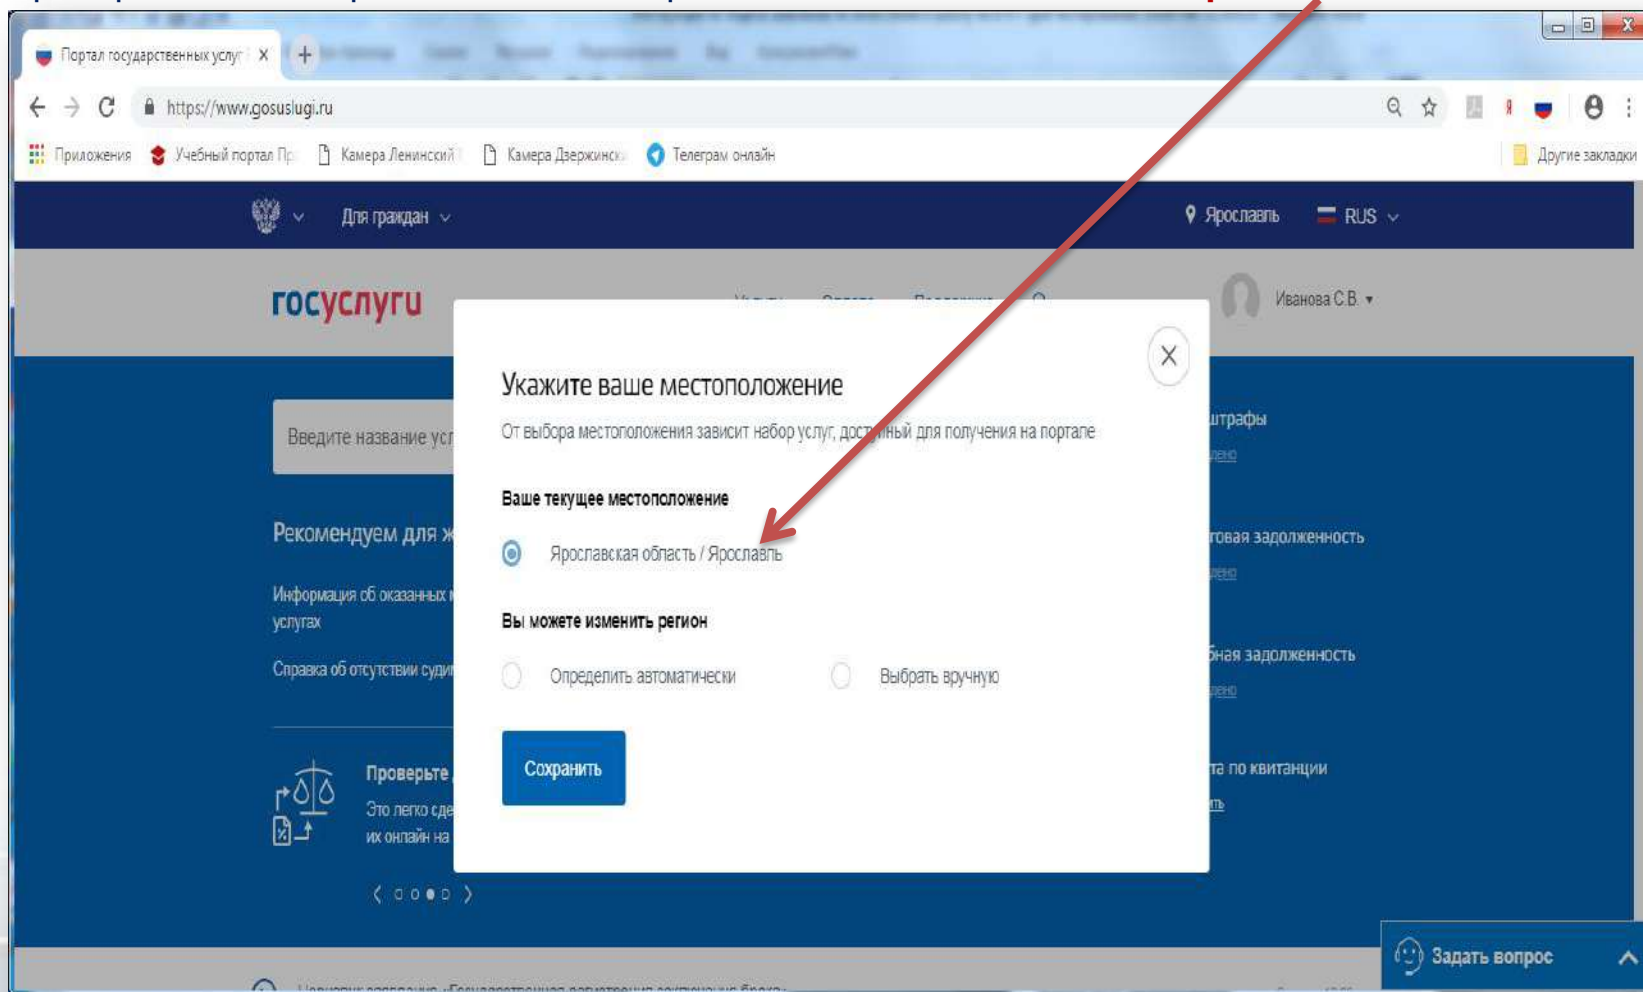 Портал государственных услуг
https://www.gosuslugi.ru
Приложения Учебный портал Пр Камера Ленинский Камера Дзержинск Телеграм онлайн Другие закладки
Для граждан Ярославль RUS
госуслуги Иванова С.В.
Укажите ваше местоположение
От выбора местоположения зависит набор услуг, доступный для получения на портале
Введите название усл
штрафы
Ваше текущее местоположение
Рекомендуем для ж
говая задолженность
Ярославская область / Ярославль
Информация об оказанных
услугах
Вы можете изменить регион
Справка об отсутствии судим
бная задолженность
Определить автоматически Выбрать вручную
Сохранить
Проверьте
Это легко сде
их онлайн на
та по квитанции
ить
Задать вопрос